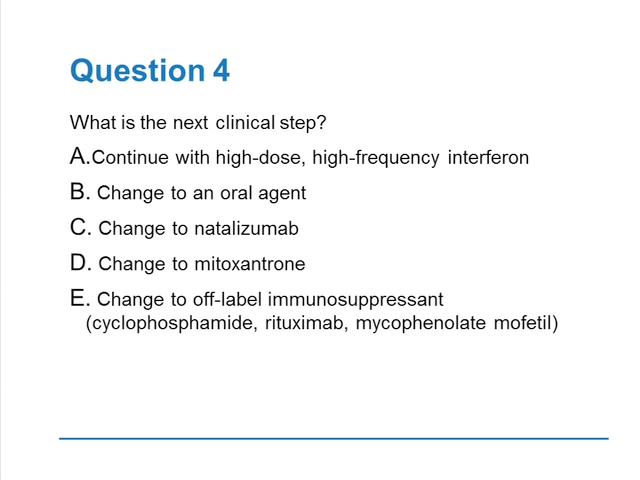 Question 4
What is the next clinical step?
A.Continue with high-dose, high-frequency interferon
B. Change to an oral agent
C. Change to natalizumab
D. Change to mitoxantrone
E. Change to off-label immunosuppressant
(cyclophosphamide, rituximab, mycophenolate mofetil)